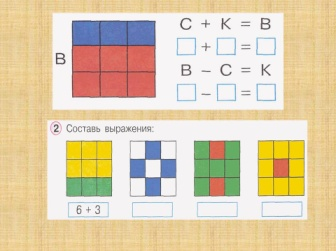 С + К = В
□ + □ = □
В
В − С = К
□ − □ = □
2 Составь выражения:
6 + 3